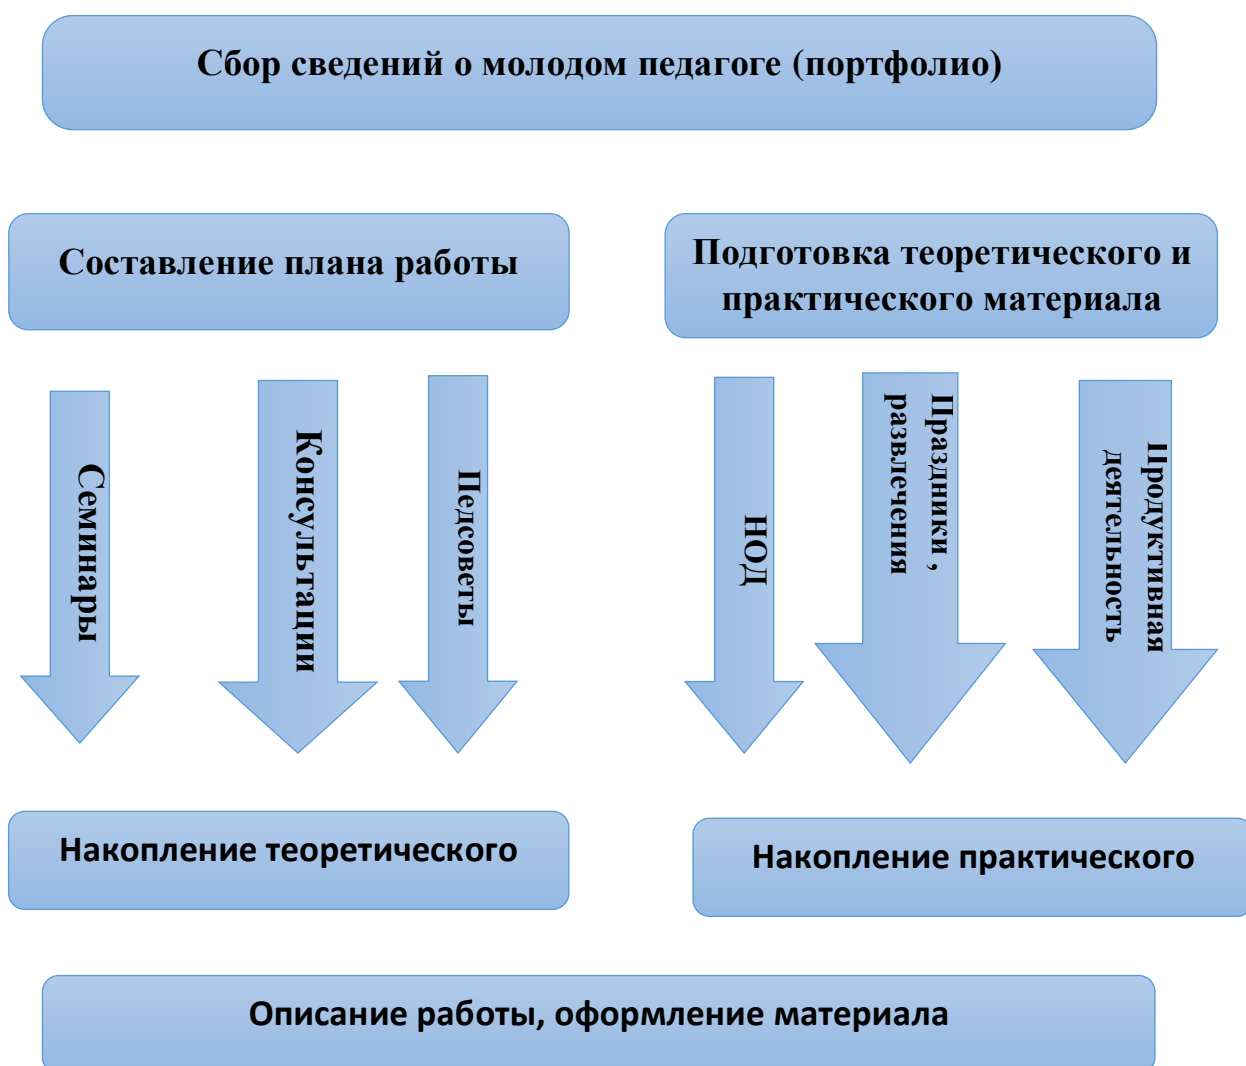 Сбор сведений о молодом педагоге (портфолио)
Составление плана работы
Подготовка теоретического и
практического материала
Семинары
Консультации
Педсоветы
НОД
Праздники ,
развлечения
Продуктивная
деятельность
Накопление теоретического
Накопление практического
Описание работы, оформление материала